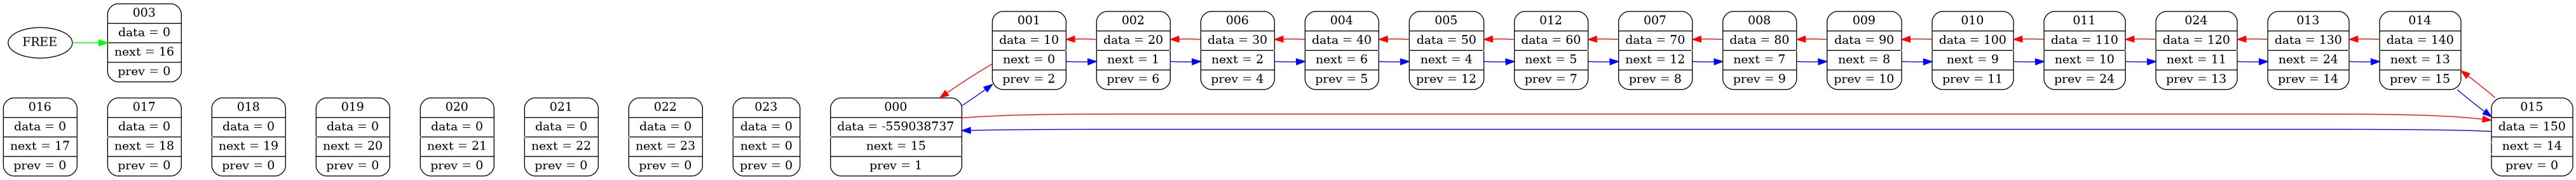 FREE
003
data = 0
next = 16
prev = 0
001
data = 10
next = 0
prev = 2
002
data = 20
next = 1
prev = 6
006
data = 30
next = 2
prev = 4
004
data = 40
next = 6
prev = 5
005
data = 50
next = 4
prev = 12
012
data = 60
next = 5
prev = 7
007
data = 70
next = 12
prev = 8
008
data = 80
next = 7
prev = 9
009
data = 90
next = 8
prev = 10
010
data = 100
next = 9
prev = 11
011
data = 110
next = 10
prev = 24
024
data = 120
next = 11
prev = 13
013
data = 130
next = 24
prev = 14
014
data = 140
next = 13
prev = 15
016
data = 0
next = 17
prev = 0
017
data = 0
next = 18
prev = 0
018
data = 0
next = 19
prev = 0
019
data = 0
next = 20
prev = 0
020
data = 0
next = 21
prev = 0
021
data = 0
next = 22
prev = 0
022
data = 0
next = 23
prev = 0
023
data = 0
next = 0
prev = 0
000
data = -559038737
next = 15
prev = 1
015
data = 150
next = 14
prev = 0